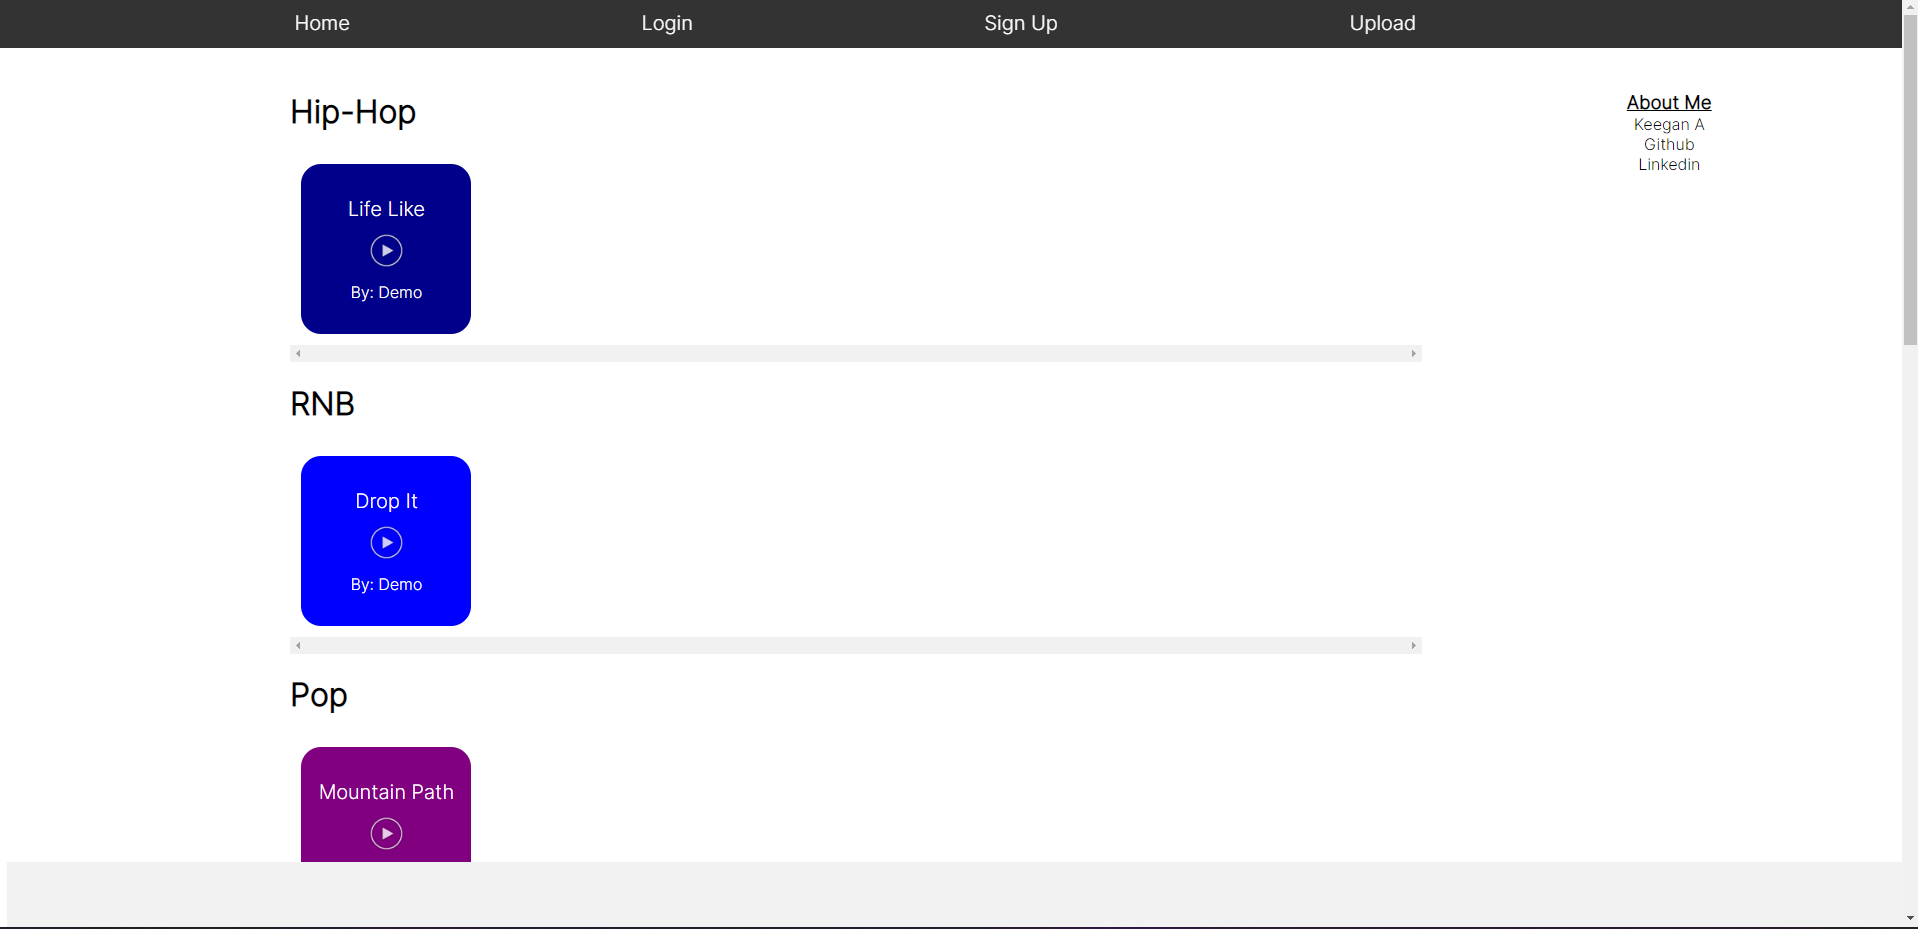 Home Login Sign Up Upload
Hip-Hop
Life Like
By: Demo
RNB
Drop It
By: Demo
Pop
Mountain Path
About Me
Keegan A
Github
Linkedin